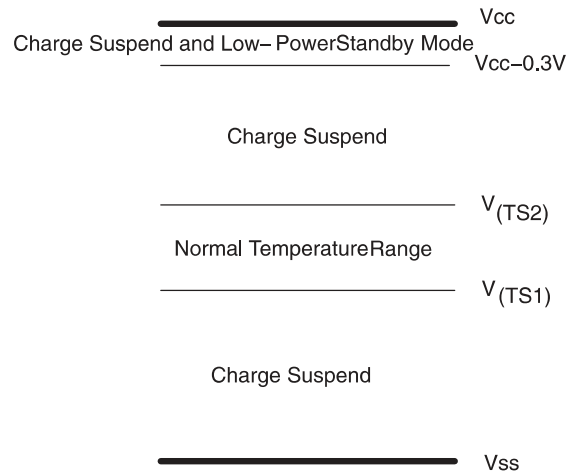 Vcc
Charge Suspend and Low– PowerStandby Mode
Vcc–0.3V
Charge Suspend
V(TS2)
Normal TemperatureRange
V(TS1)
Charge Suspend
Vss